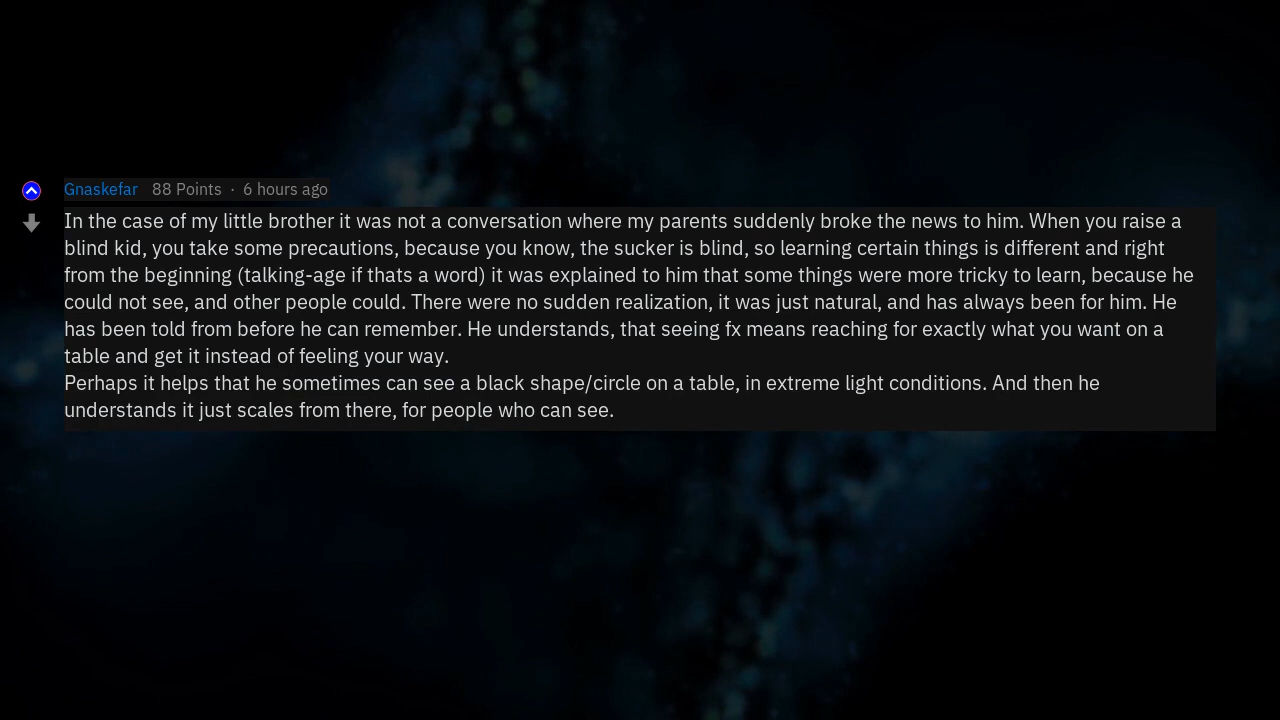 Gnaskefar 88 Points · 6 hours ago
In the case of my little brother it was not a conversation where my parents suddenly broke the news to him. When you raise a
blind kid, you take some precautions, because you know, the sucker is blind, so learning certain things is different and right
from the beginning (talking-age if thats a word) it was explained to him that some things were more tricky to learn, because he
could not see, and other people could. There were no sudden realization, it was just natural, and has always been for him. He
has been told from before he can remember. He understands, that seeing fx means reaching for exactly what you want on a
table and get it instead of feeling your way.
Perhaps it helps that he sometimes can see a black shape/circle on a table, in extreme light conditions. And then he
understands it just scales from there, for people who can see.